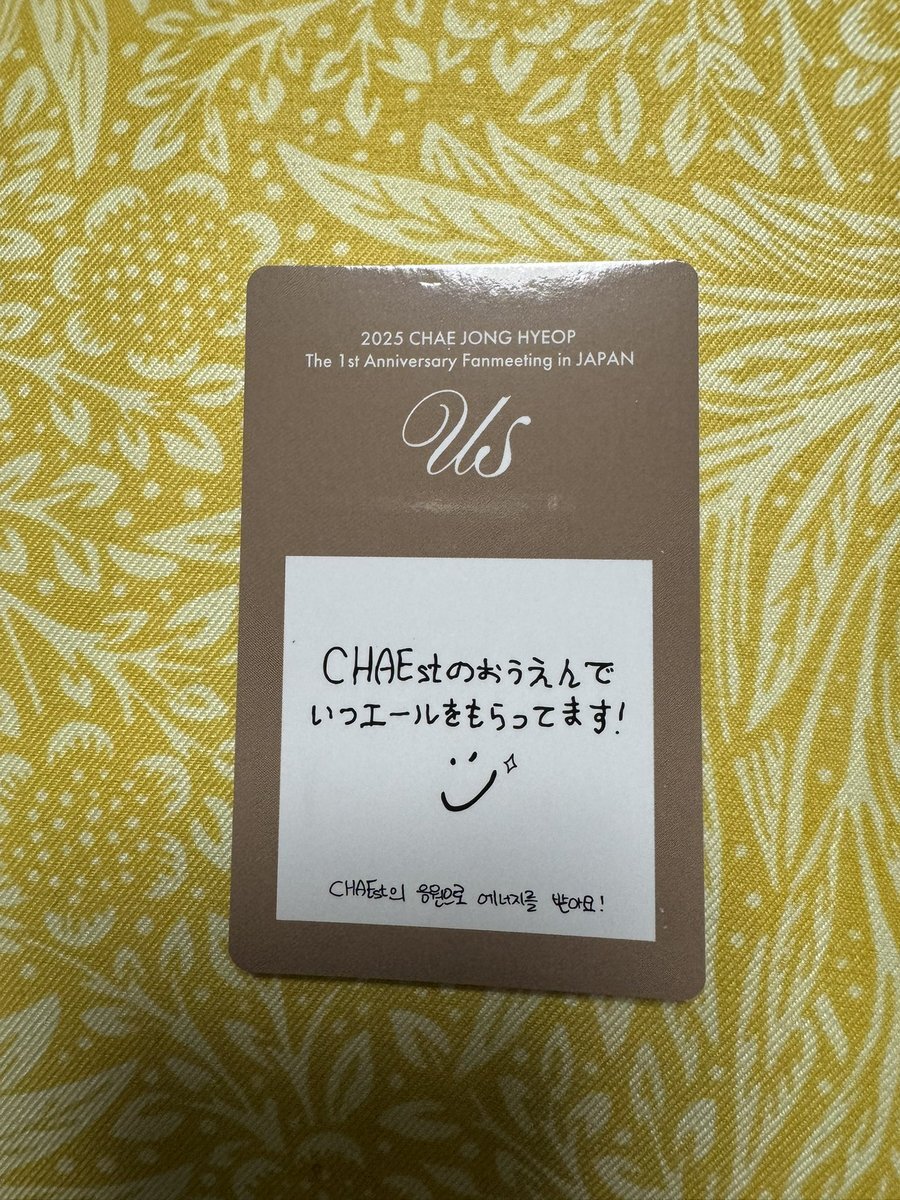 2025 CHAE JONG HYEOP
The 1st Anniversary Fanmeeting in JAPAN
Us
CHAEstのおうえんで
いつエールをもらってます!
CHAEst의 응원으로 에너지를 받아요!